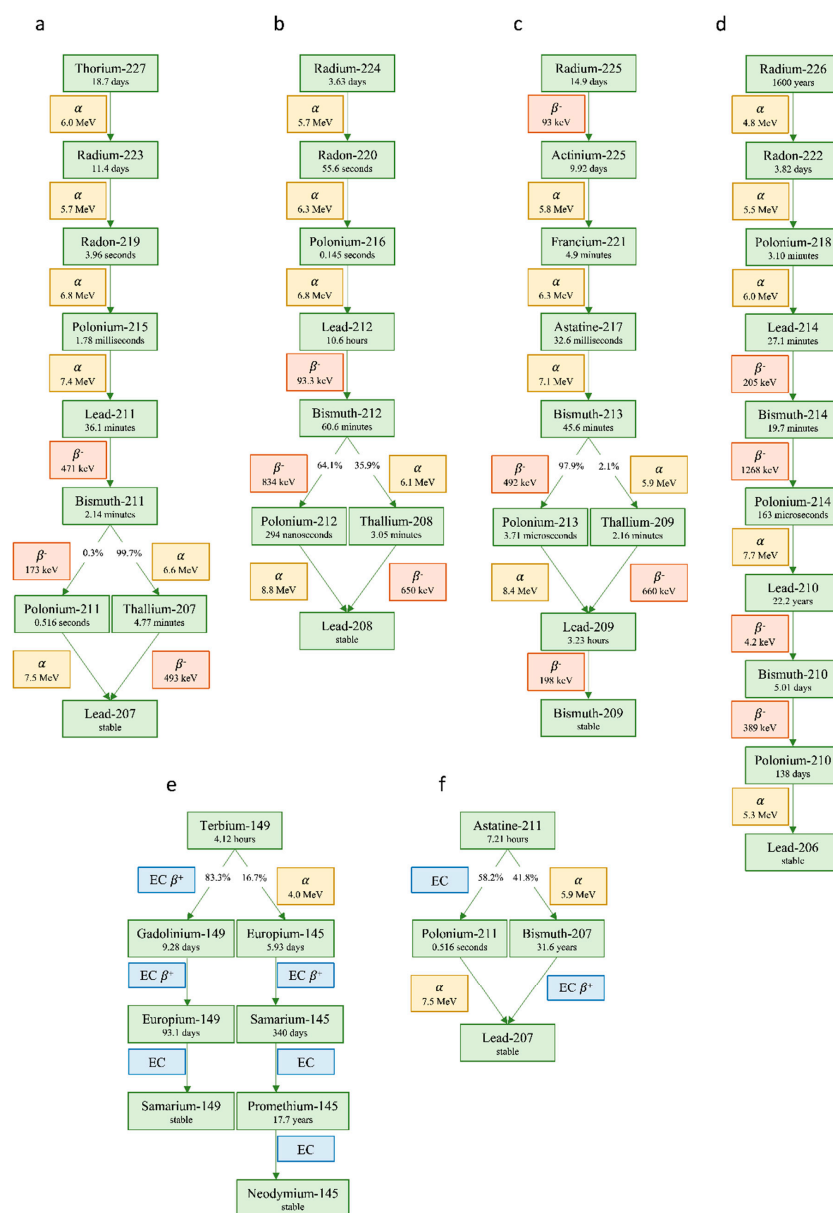 a
Thorium-227
18.7 days
α
6.0 MeV
Radium-223
11.4 days
α
5.7 MeV
Radon-219
3.96 seconds
α
6.8 MeV
Polonium-215
1.78 milliseconds
α
7.4 MeV
Lead-211
36.1 minutes
β-
471 keV
Bismuth-211
2.14 minutes
β-
173 keV
0.3%
99.7%
α
6.6 MeV
Polonium-211
0.516 seconds
Thallium-207
4.77 minutes
α
7.5 MeV
β-
493 keV
Lead-207
stable
b
Radium-224
3.63 days
α
5.7 MeV
Radon-220
55.6 seconds
α
6.3 MeV
Polonium-216
0.145 seconds
α
6.8 MeV
Lead-212
10.6 hours
β-
93.3 keV
Bismuth-212
60.6 minutes
β-
834 keV
64.1%
35.9%
α
6.1 MeV
Polonium-212
294 nanoseconds
Thallium-208
3.05 minutes
α
8.8 MeV
β-
650 keV
Lead-208
stable
c
Radium-225
14.9 days
β-
93 keV
Actinium-225
9.92 days
α
5.8 MeV
Francium-221
4.9 minutes
α
6.3 MeV
Astatine-217
32.6 milliseconds
α
7.1 MeV
Bismuth-213
45.6 minutes
β-
492 keV
97.9%
2.1%
α
5.9 MeV
Polonium-213
3.71 microseconds
Thallium-209
2.16 minutes
α
8.4 MeV
β-
660 keV
Lead-209
3.23 hours
β-
198 keV
Bismuth-209
stable
d
Radium-226
1600 years
α
4.8 MeV
Radon-222
3.82 days
α
5.5 MeV
Polonium-218
3.10 minutes
α
6.0 MeV
Lead-214
27.1 minutes
β-
205 keV
Bismuth-214
19.7 minutes
β-
1268 keV
Polonium-214
163 microseconds
α
7.7 MeV
Lead-210
22.2 years
β-
4.2 keV
Bismuth-210
5.01 days
β-
389 keV
Polonium-210
138 days
α
5.3 MeV
Lead-206
stable
e
Terbium-149
4.12 hours
EC β+
83.3%
16.7%
α
4.0 MeV
Gadolinium-149
9.28 days
Europium-145
5.93 days
EC β+
EC β+
Europium-149
93.1 days
Samarium-145
340 days
EC
EC
Samarium-149
stable
Promethium-145
17.7 years
EC
Neodymium-145
stable
f
Astatine-211
7.21 hours
EC
58.2%
41.8%
α
5.9 MeV
Polonium-211
0.516 seconds
Bismuth-207
31.6 years
α
7.5 MeV
EC β+
Lead-207
stable